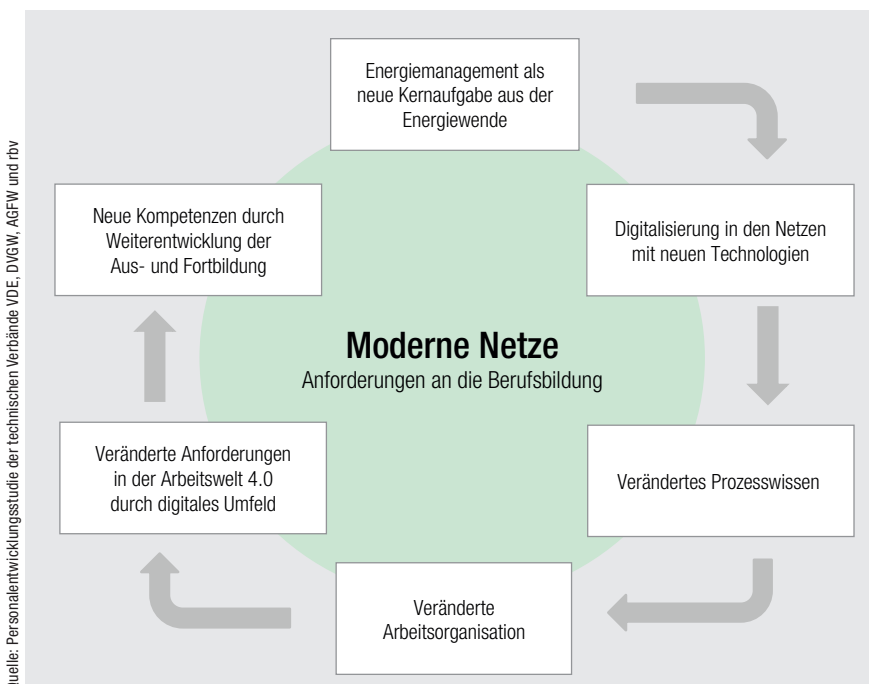 Energiemanagement als
neue Kernaufgabe aus der
Energiewende
Digitalisierung in den Netzen
mit neuen Technologien
Verändertes Prozesswissen
Veränderte
Arbeitsorganisation
Veränderte Anforderungen
in der Arbeitswelt 4.0
durch digitales Umfeld
Neue Kompetenzen durch
Weiterentwicklung der
Aus- und Fortbildung
Moderne Netze
Anforderungen an die Berufsbildung
uelle: Personalentwicklungsstudie der technischen Verbände VDE, DVGW, AGFW und rbv